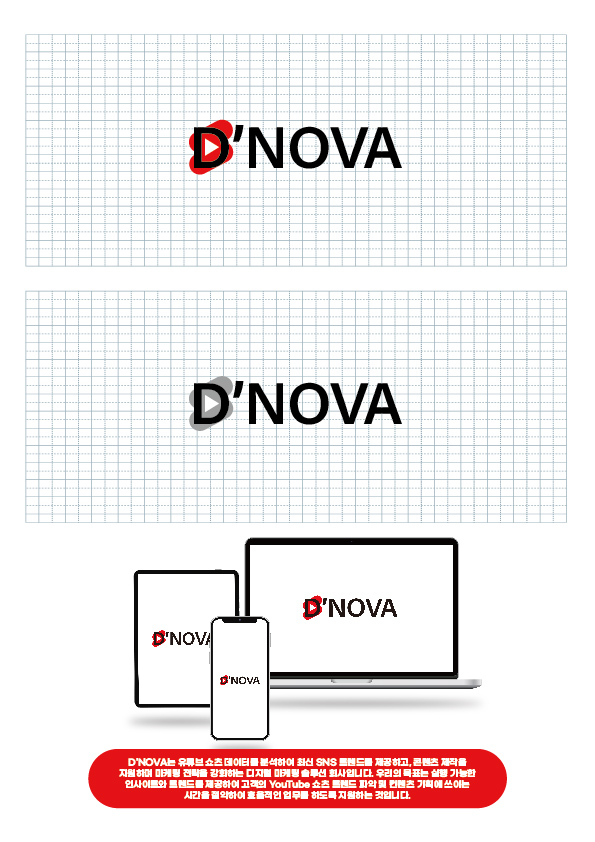 D'NOVA
D'NOVA
D'NOVA
D'NOVA
D'NOVA
D'NOVA는 유튜브 쇼츠 데이터를 분석하여 최신 SNS 트렌드를 제공하고, 콘텐츠 제작을
지원하며 마케팅 전략을 강화하는 디지털 마케팅 솔루션 회사입니다. 우리의 목표는 실행 가능한
인사이트와 트렌드를 제공하여 고객의 YouTube 쇼츠 트렌드 파악 및 컨텐츠 기획에 쓰이는
시간을 절약하여 효율적인 업무를 하도록 지원하는 것입니다.